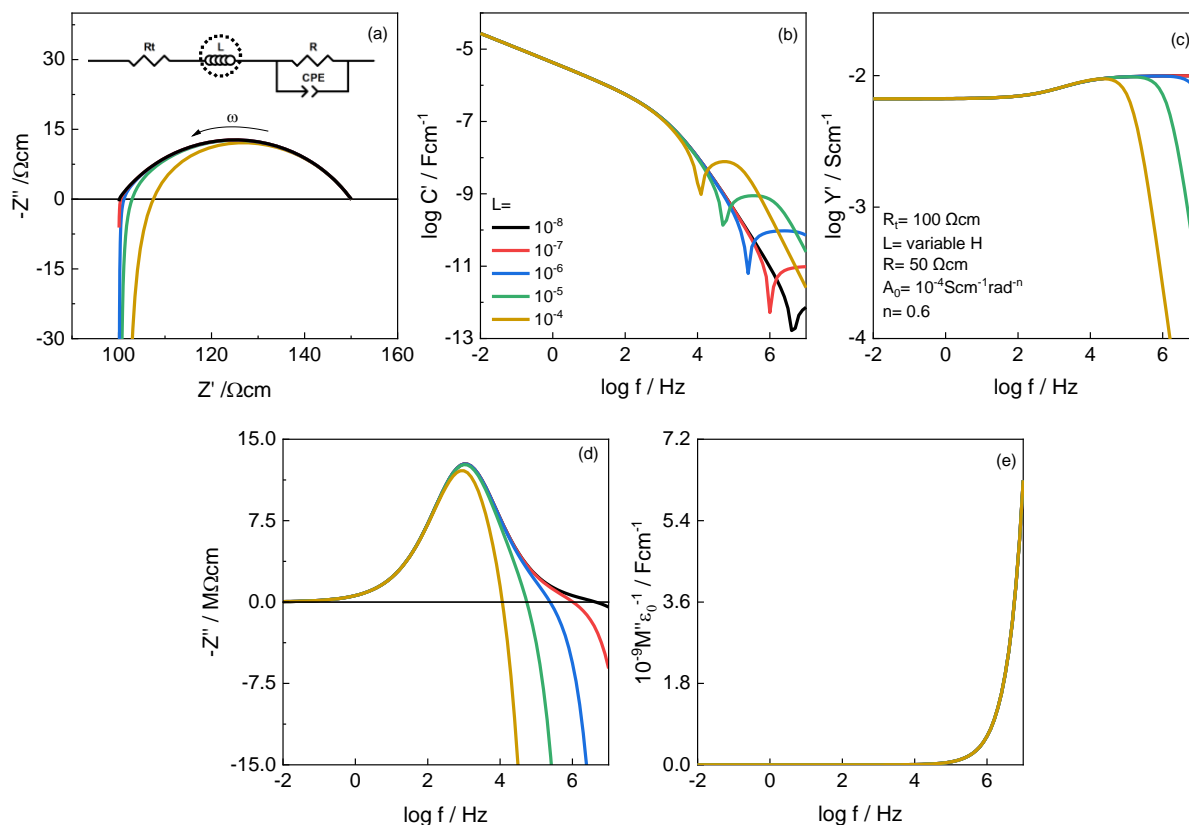 (a)
Rt
L
R
CPE
ω
30
15
0
-15
-30
-Z'' /Ωcm
100
120
140
160
Z' /Ωcm
(b)
-5
-7
-9
-11
-13
log C' / Fcm⁻¹
L=
10⁻⁸
10⁻⁷
10⁻⁶
10⁻⁵
10⁻⁴
-2
0
2
4
6
log f / Hz
(c)
-2
-3
-4
log Y' / Scm⁻¹
Rₜ= 100 Ωcm
L= variable H
R= 50 Ωcm
A₀= 10⁻⁴Scm⁻¹rad⁻ⁿ
n= 0.6
-2
0
2
4
6
log f / Hz
(d)
15.0
7.5
0.0
-7.5
-15.0
-Z'' / MΩcm
-2
0
2
4
6
log f / Hz
(e)
7.2
5.4
3.6
1.8
0.0
10⁻⁹M''ε₀⁻¹ / Fcm⁻¹
-2
0
2
4
6
log f / Hz